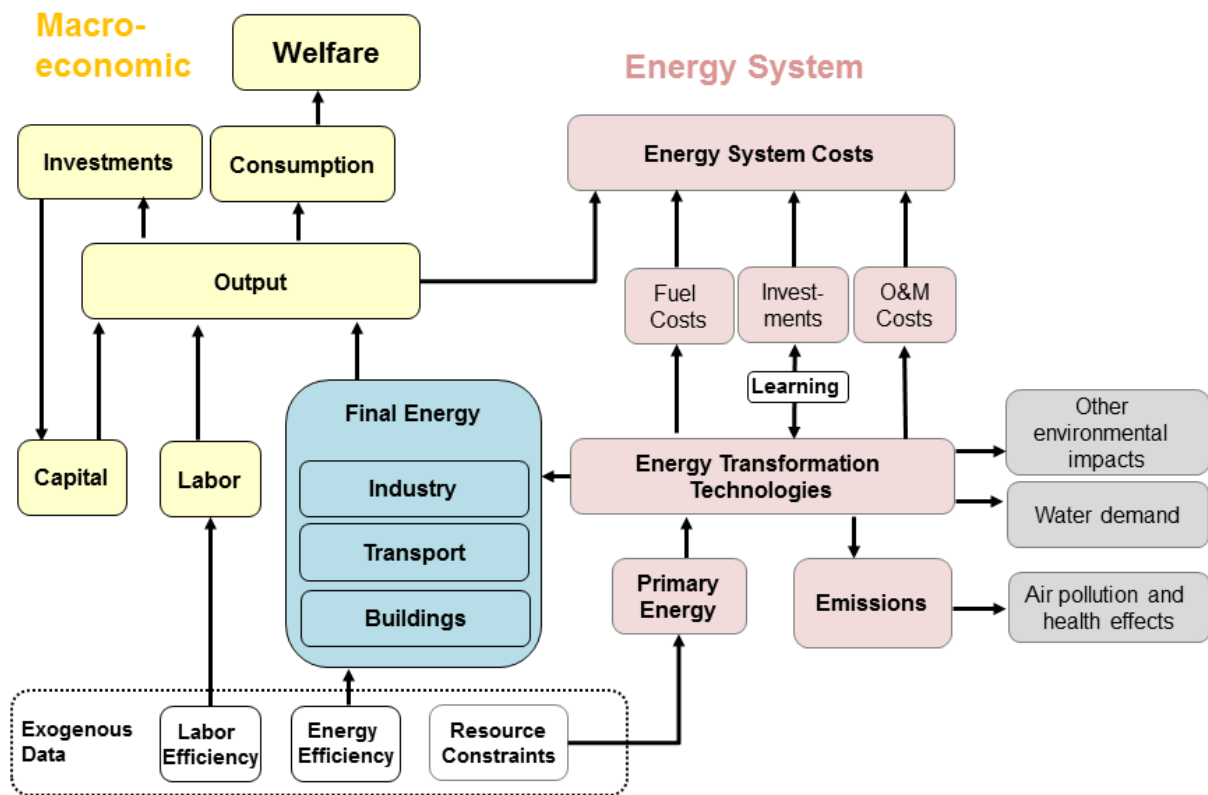 Macro-
economic
Welfare
Energy System
Investments
Consumption
Energy System Costs
Output
Fuel
Costs
Invest-
ments
O&M
Costs
Learning
Final Energy
Industry
Transport
Buildings
Capital
Labor
Energy Transformation
Technologies
Other
environmental
impacts
Water demand
Primary
Energy
Emissions
Air pollution and
health effects
Exogenous
Data
Labor
Efficiency
Energy
Efficiency
Resource
Constraints